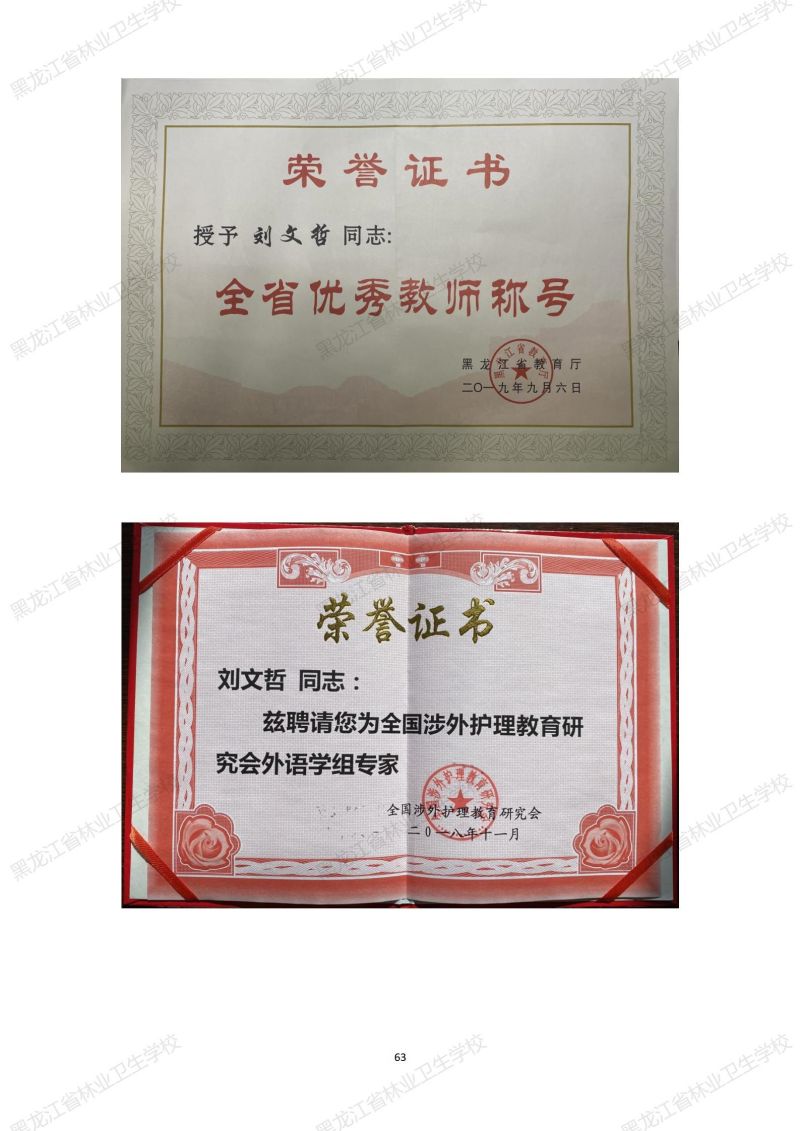 荣誉证书
授予 刘文哲 同志:
全省优秀教师称号
黑龙江省教育厅
二〇一九年九月六日
荣誉证书
刘文哲 同志：
兹聘请您为全国涉外护理教育研
究会外语学组专家
全国涉外护理教育研究会
二〇一八年十一月
63
黑龙江省林业卫生学校